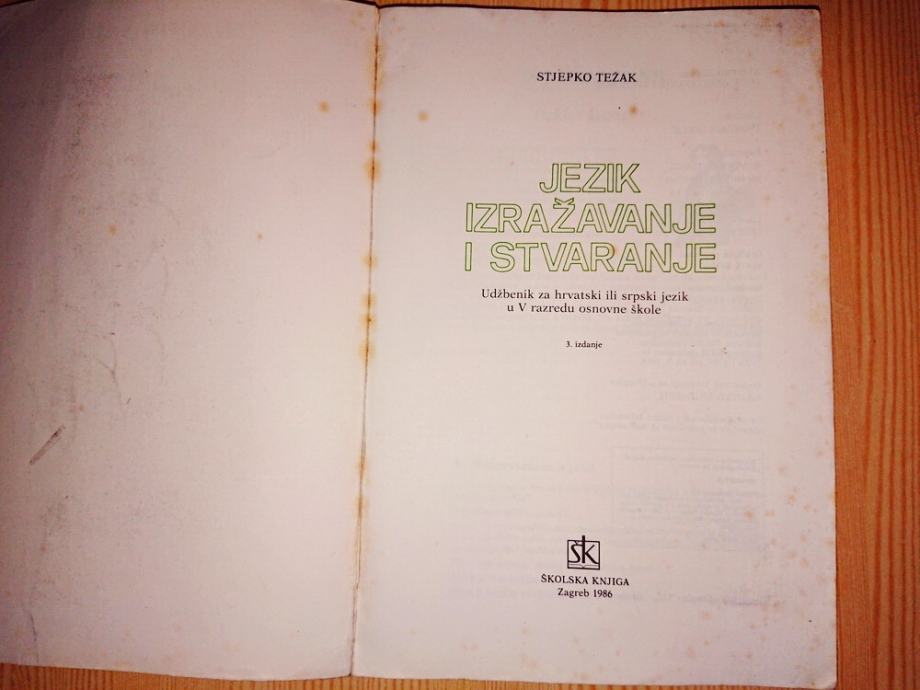 STJEPKO TEŽAK
JEZIK
IZRAŽAVANJE
I STVARANJE
Udžbenik za hrvatski ili srpski jezik
u V razredu osnovne škole
3. izdanje
šk
ŠKOLSKA KNJIGA
Zagreb 1986